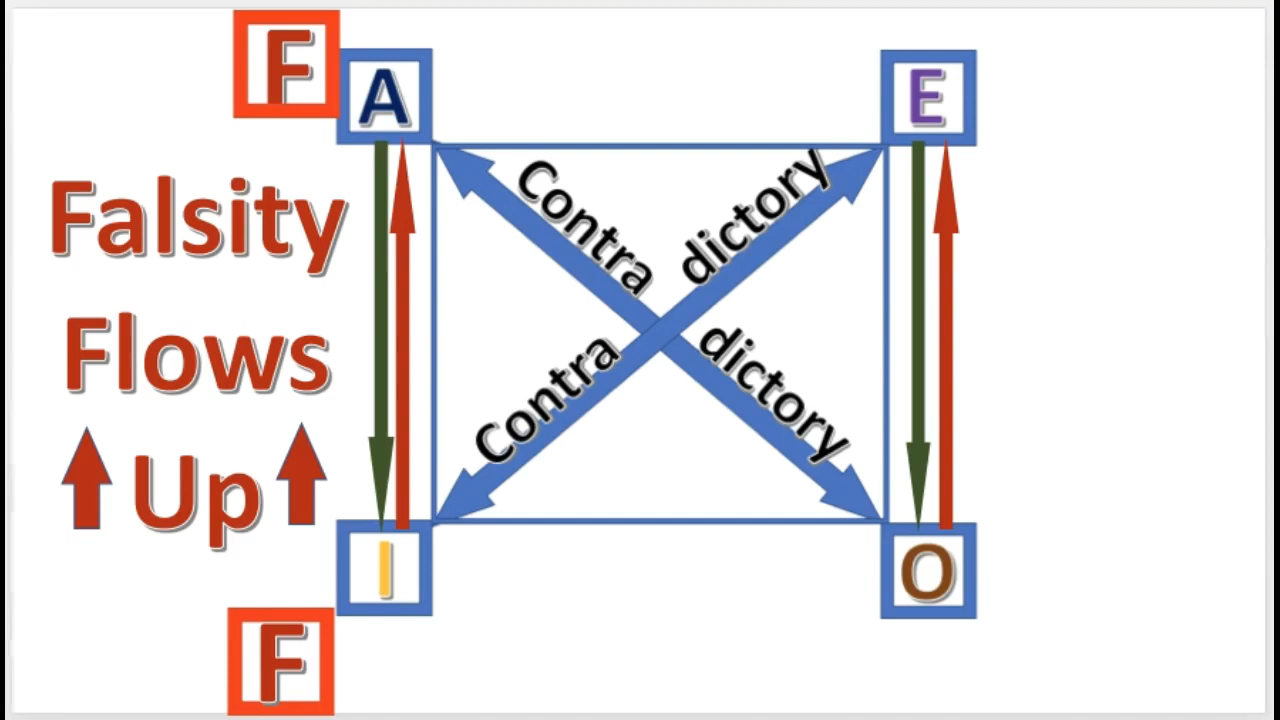 F
A
E
Contra
dictory
Falsity
Flows
Up
Contra
dictory
I
O
F